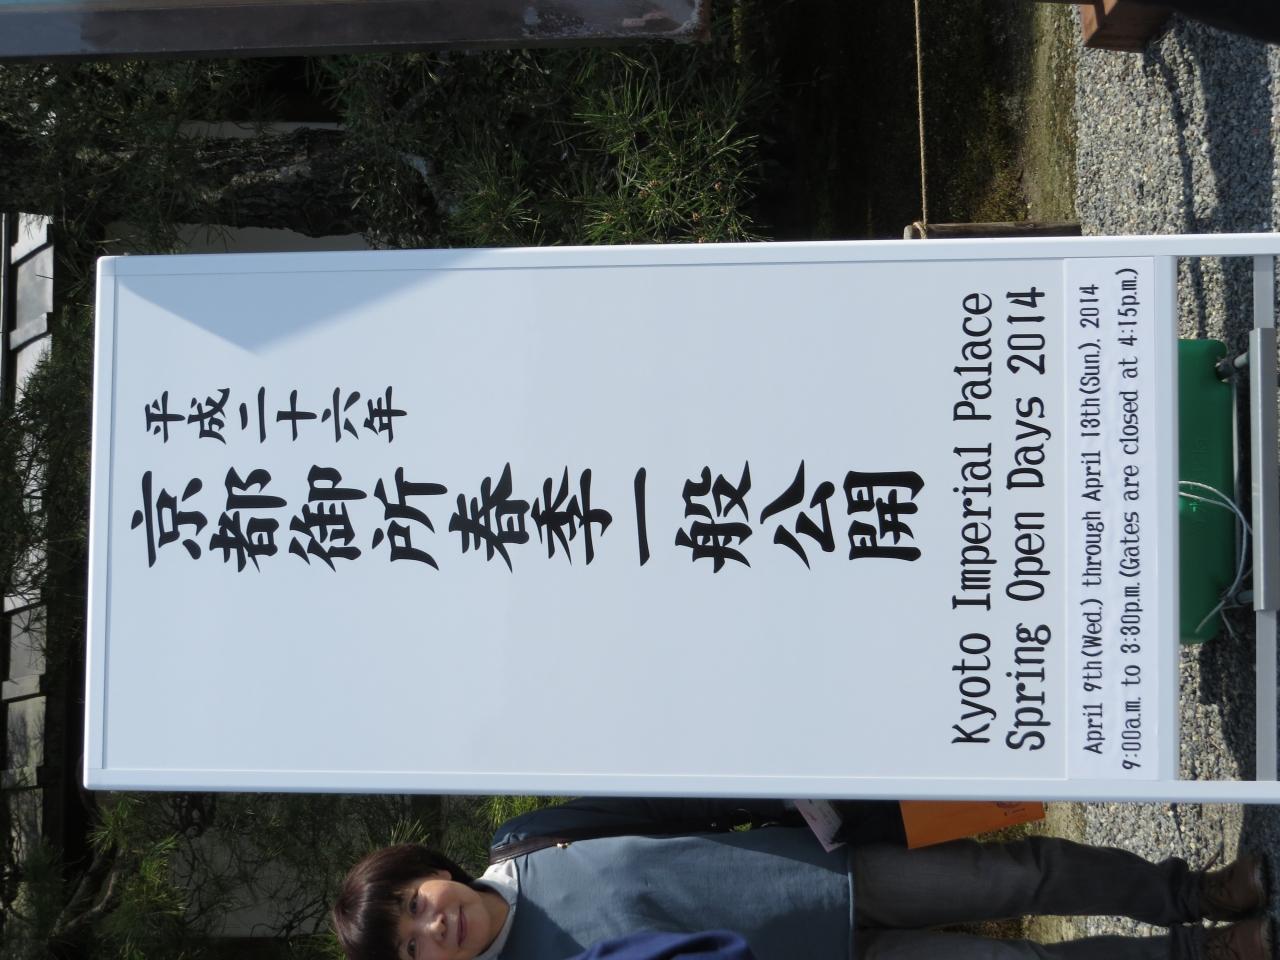 平成二十六年
京都御所春季一般公開
Kyoto Imperial Palace
Spring Open Days 2014
April 9th(Wed.) through April 13th(Sun.), 2014
9:00a.m. to 3:30p.m.(Gates are closed at 4:15p.m.)